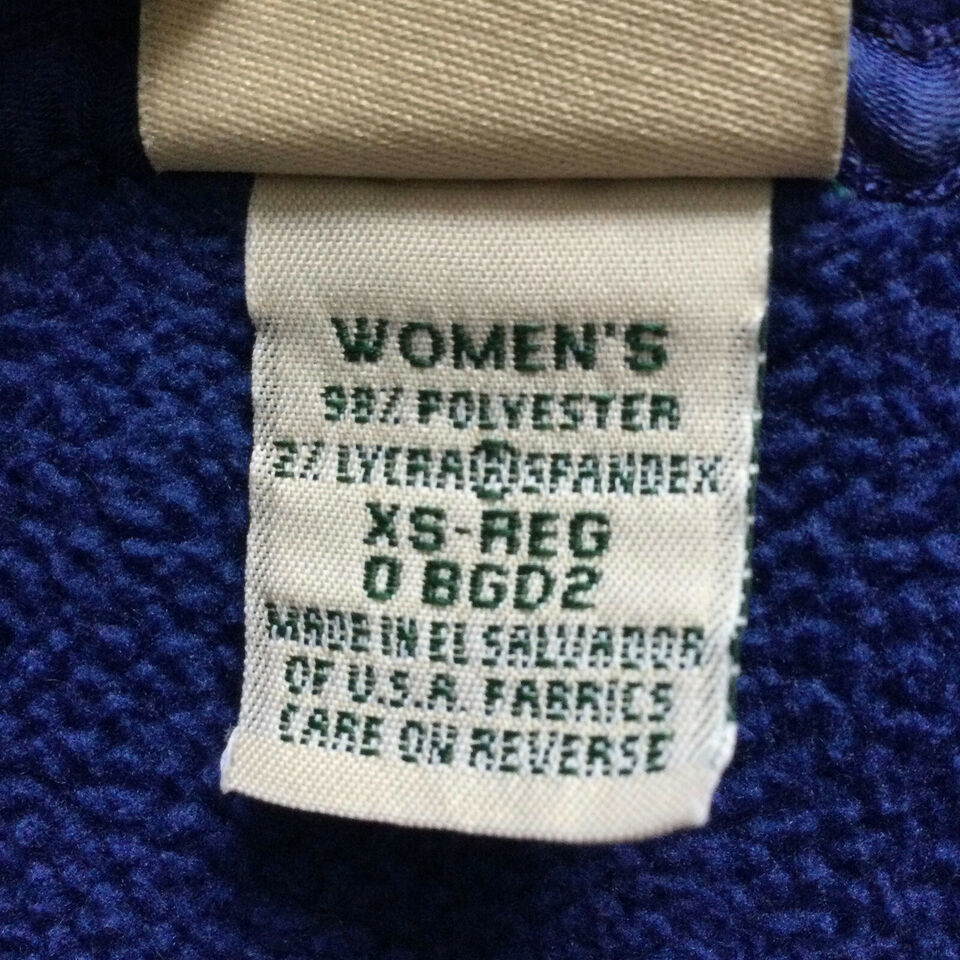 WOMEN'S
98% POLYESTER
2% LYCRA® SPANDEX
XS-REG
0 BGD2
MADE IN EL SALVADOR
OF U.S.A. FABRICS
CARE ON REVERSE